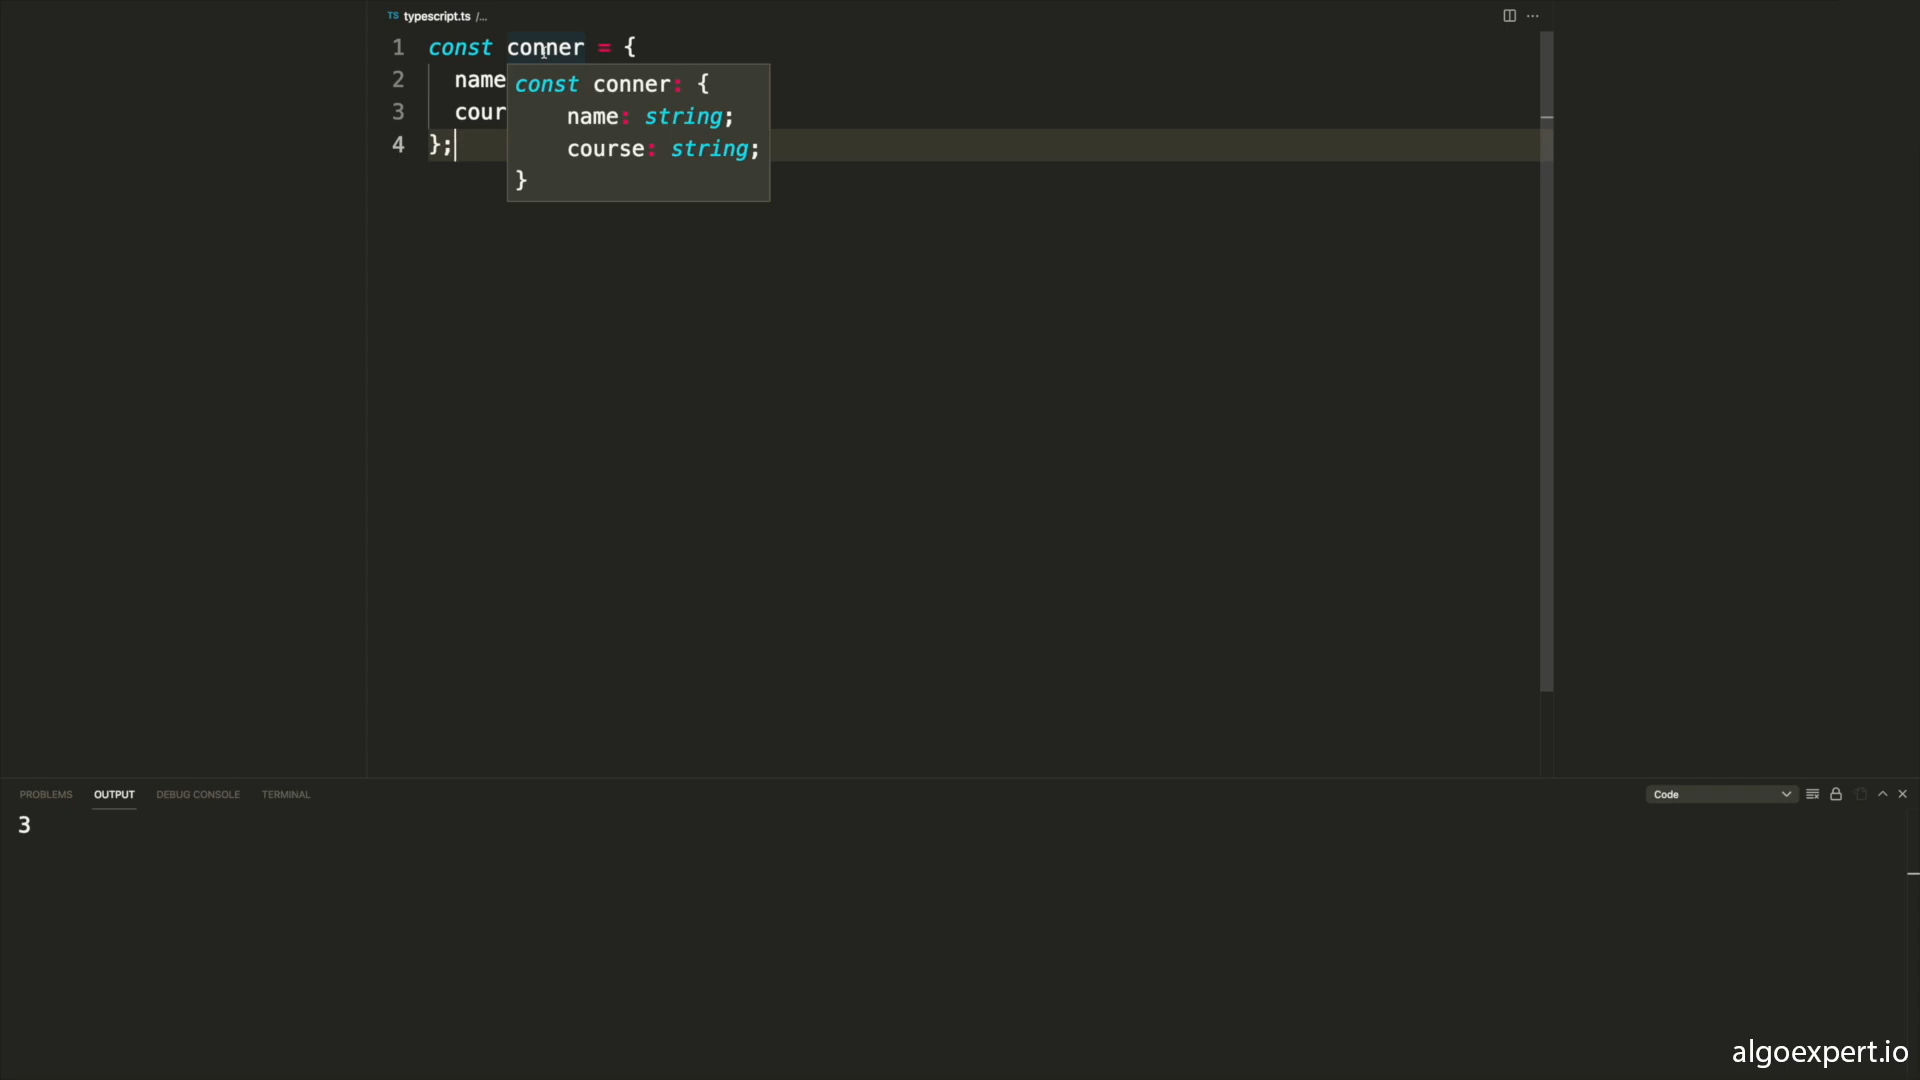 TS typescript.ts /...
1 const conner = {
2 name
3 cour
4 };
const conner: {
name: string;
course: string;
}
PROBLEMS OUTPUT DEBUG CONSOLE TERMINAL
Code
3
algoexpert.io